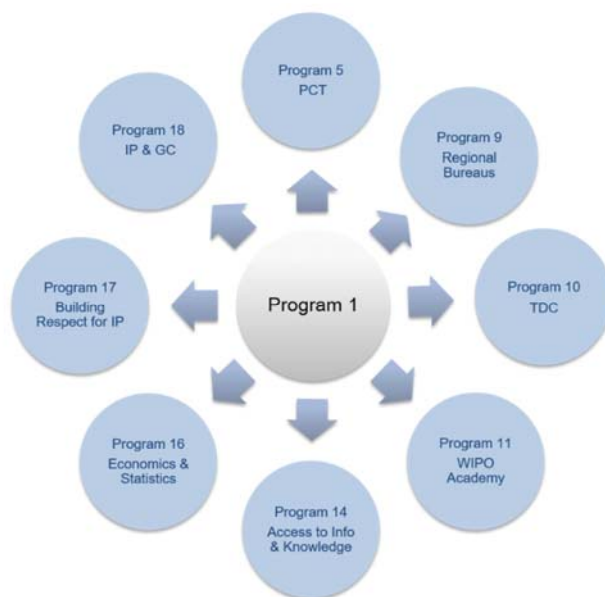 Program 5
PCT
Program 18
IP & GC
Program 9
Regional
Bureaus
Program 17
Building
Respect for IP
Program 1
Program 10
TDC
Program 16
Economics &
Statistics
Program 11
WIPO
Academy
Program 14
Access to Info
& Knowledge